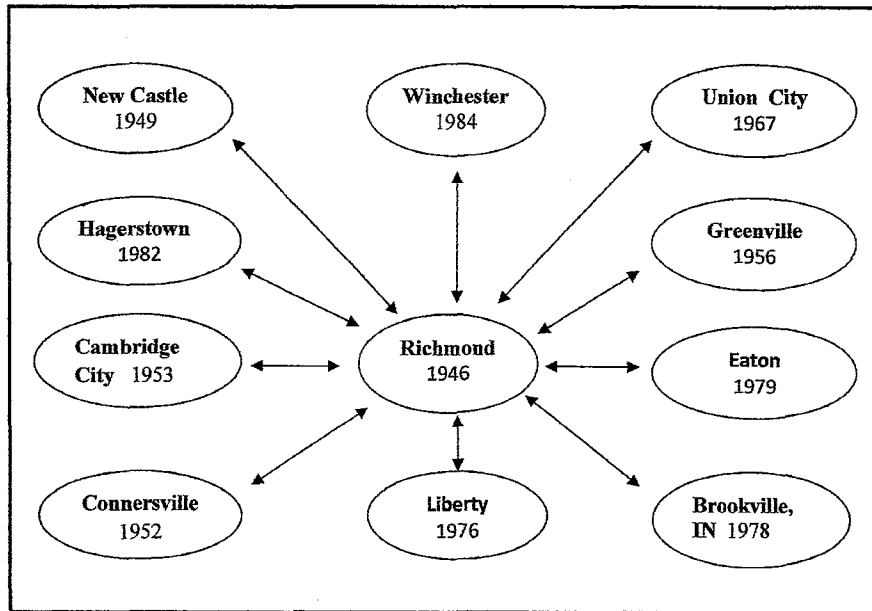 New Castle
1949
Winchester
1984
Union City
1967
Hagerstown
1982
Greenville
1956
Cambridge
City 1953
Richmond
1946
Eaton
1979
Connersville
1952
Liberty
1976
Brookville,
IN 1978